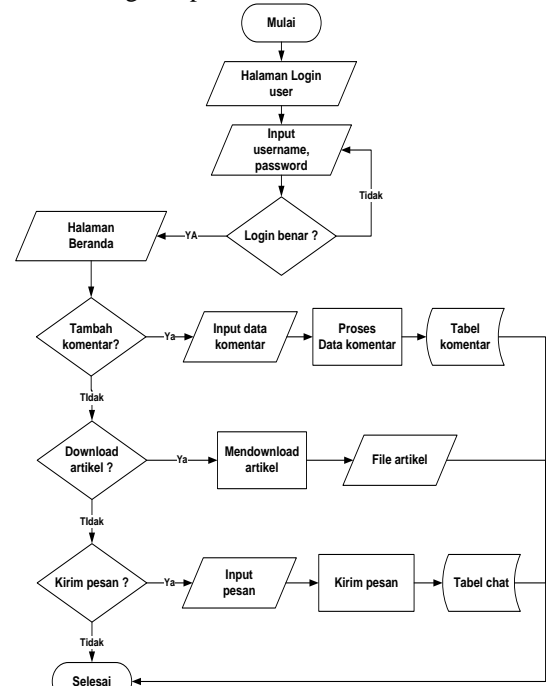 Mulai
Halaman Login
user
Input
username,
password
Tidak
Login benar ?
YA
Halaman
Beranda
Tambah
komentar?
Ya
Input data
komentar
Proses
Data komentar
Tabel
komentar
TIdak
Download
artikel ?
Ya
Mendownload
artikel
File artikel
TIdak
Kirim pesan ?
Ya
Input
pesan
Kirim pesan
Tabel chat
Tidak
Selesai